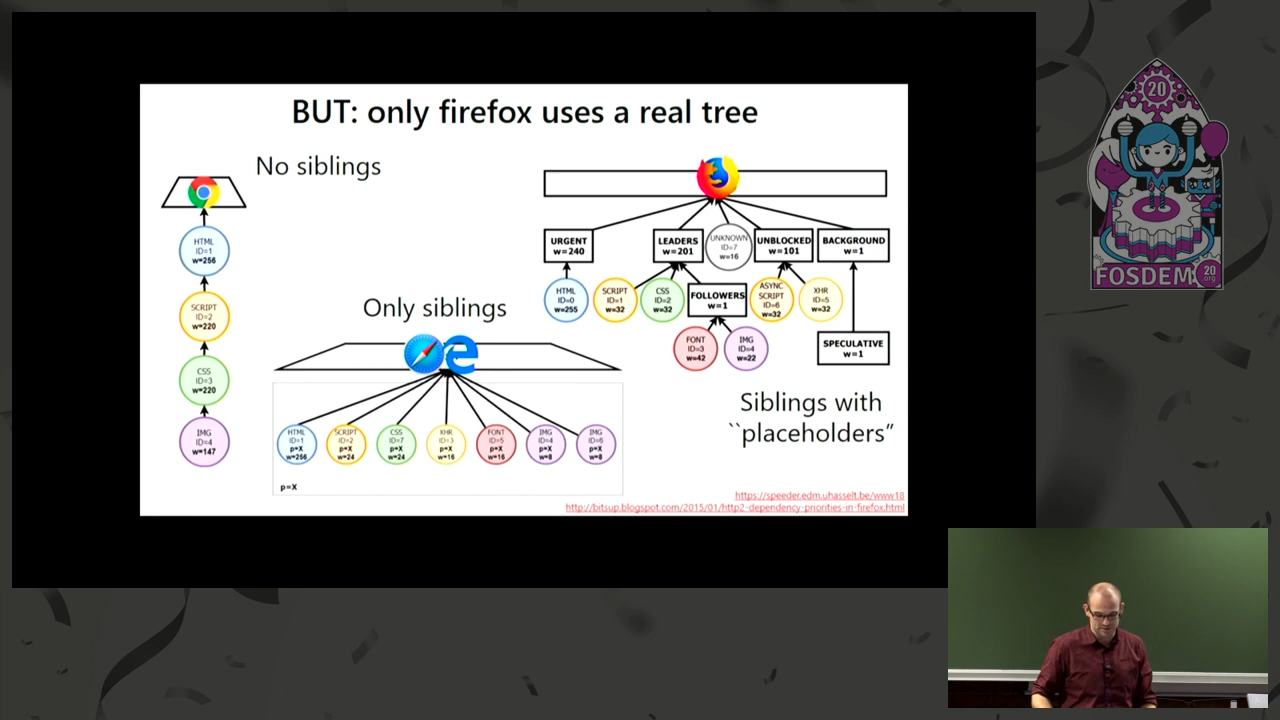 BUT: only firefox uses a real tree
No siblings
HTML
ID=1
w=256
SCRIPT
ID=2
w=220
CSS
ID=3
w=220
IMG
ID=4
w=147
Only siblings
HTML
ID=1
p=X
w=256
SCRIPT
ID=2
p=X
w=24
CSS
ID=7
p=X
w=24
XHR
ID=3
p=X
w=16
FONT
ID=5
p=X
w=16
IMG
ID=4
p=X
w=8
IMG
ID=6
p=X
w=8
p=X
URGENT
w=240
LEADERS
w=201
UNKNOWN
ID=7
w=16
UNBLOCKED
w=101
BACKGROUND
w=1
HTML
ID=0
w=255
SCRIPT
ID=1
w=32
CSS
ID=2
w=32
FOLLOWERS
w=1
ASYNC
SCRIPT
ID=6
w=32
XHR
ID=5
w=32
FONT
ID=3
w=42
IMG
ID=4
w=22
SPECULATIVE
w=1
Siblings with
``placeholders”
https://speeder.edm.uhasselt.be/www18
http://bitsup.blogspot.com/2015/01/http2-dependency-priorities-in-firefox.html
20
FOSDEM
20
.org